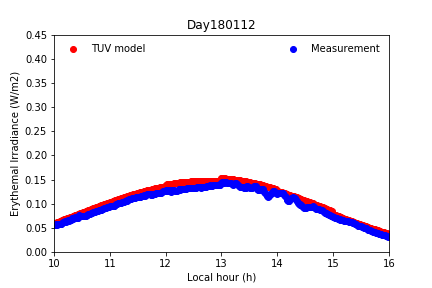 Day180112
TUV model
Measurement
Erythemal Irradiance (W/m2)
0.45
0.40
0.35
0.30
0.25
0.20
0.15
0.10
0.05
0.00
10 11 12 13 14 15 16
Local hour (h)